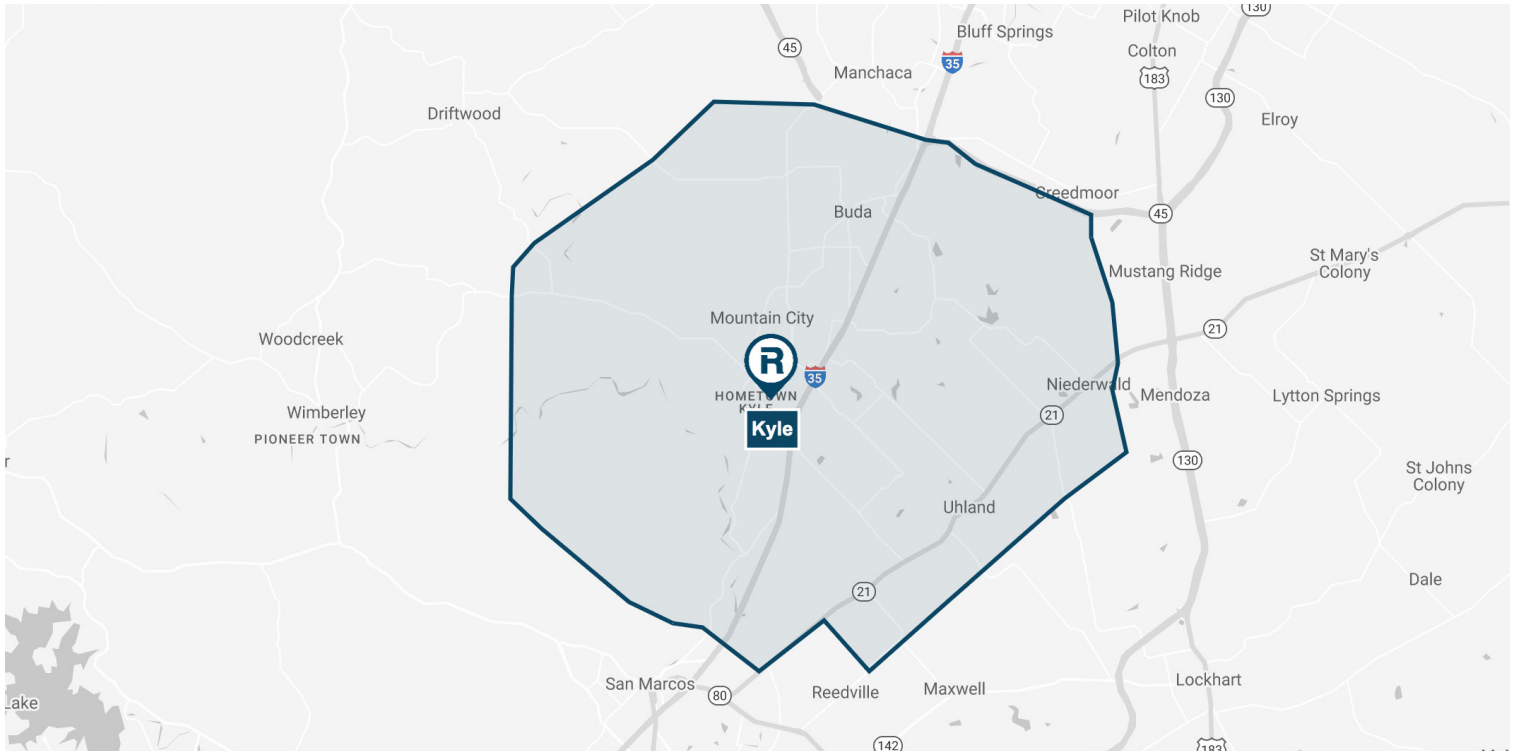 130
Pilot Knob
Bluff Springs
45
Colton
35
Manchaca
183
130
Driftwood
Elroy
Creedmoor
Buda
45
St Mary's
Colony
Mustang Ridge
Mountain City
21
Woodcreek
R
35
Niederwald
HOMETOWN
KYLE
Mendoza
Lytton Springs
Wimberley
21
Kyle
PIONEER TOWN
r
130
St Johns
Colony
Uhland
Dale
21
San Marcos
Lockhart
80
Reedville
Maxwell
Lake
142
183